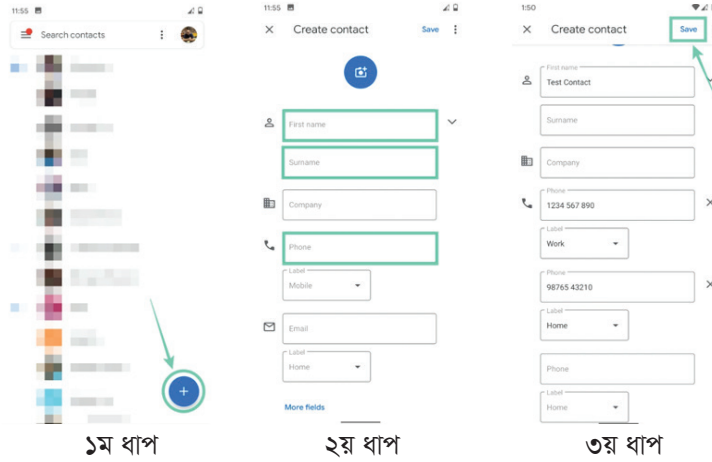 11:55
Search contacts
১ম ধাপ
11:55
Create contact
Save
First name
Surname
Company
Phone
Label
Mobile
Email
Label
Home
More fields
২য় ধাপ
1:50
Create contact
Save
First name
Test Contact
Surname
Company
Phone
1234 567 890
Label
Work
Phone
98765 43210
Label
Home
Phone
Label
Home
৩য় ধাপ